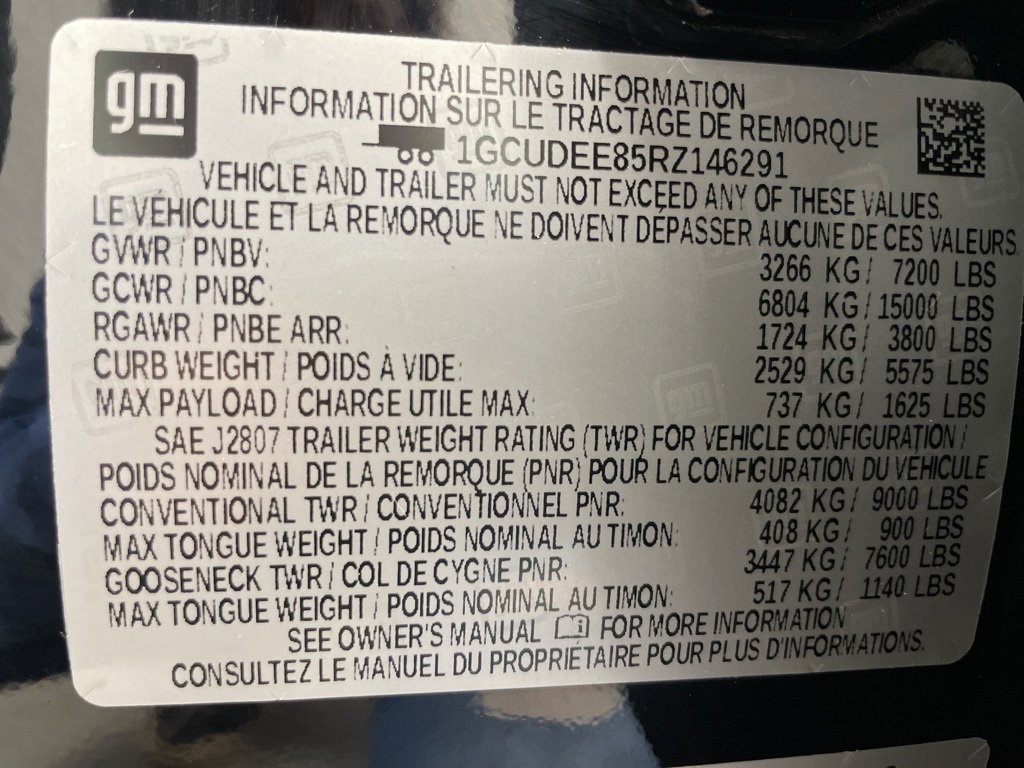 gm
TRAILERING INFORMATION
INFORMATION SUR LE TRACTAGE DE REMORQUE
1GCUDEE85RZ146291
VEHICLE AND TRAILER MUST NOT EXCEED ANY OF THESE VALUES.
LE VÉHICULE ET LA REMORQUE NE DOIVENT DÉPASSER AUCUNE DE CES VALEURS.
GVWR / PNBV: 3266 KG / 7200 LBS
GCWR / PNBC: 6804 KG / 15000 LBS
RGAWR / PNBE ARR: 1724 KG / 3800 LBS
CURB WEIGHT / POIDS À VIDE: 2529 KG / 5575 LBS
MAX PAYLOAD / CHARGE UTILE MAX: 737 KG / 1625 LBS
SAE J2807 TRAILER WEIGHT RATING (TWR) FOR VEHICLE CONFIGURATION /
POIDS NOMINAL DE LA REMORQUE (PNR) POUR LA CONFIGURATION DU VÉHICULE
CONVENTIONAL TWR / CONVENTIONNEL PNR: 4082 KG / 9000 LBS
MAX TONGUE WEIGHT / POIDS NOMINAL AU TIMON: 408 KG / 900 LBS
GOOSENECK TWR / COL DE CYGNE PNR: 3447 KG / 7600 LBS
MAX TONGUE WEIGHT / POIDS NOMINAL AU TIMON: 517 KG / 1140 LBS
SEE OWNER'S MANUAL FOR MORE INFORMATION
CONSULTEZ LE MANUEL DU PROPRIÉTAIRE POUR PLUS D'INFORMATIONS.